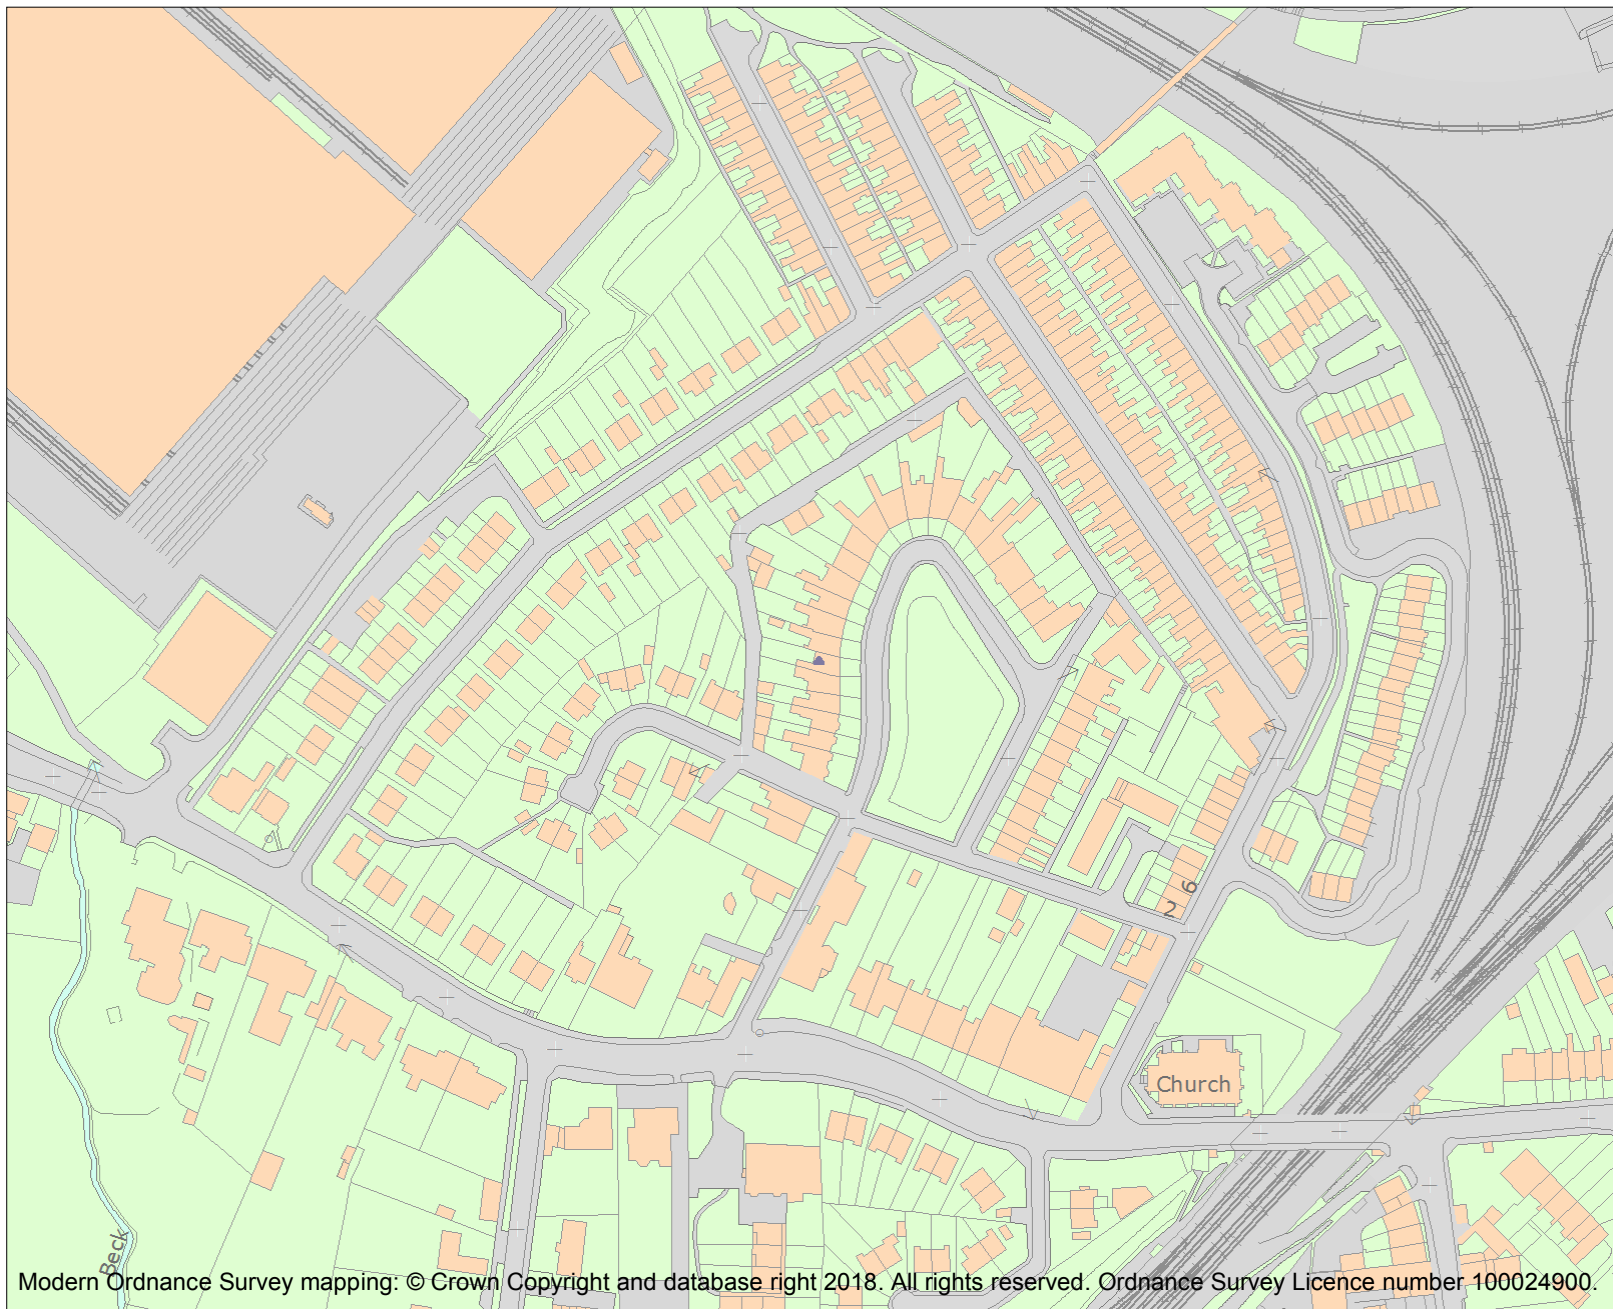 2 6
Church
Beck
Modern Ordnance Survey mapping: © Crown Copyright and database right 2018. All rights reserved. Ordnance Survey Licence number 100024900.